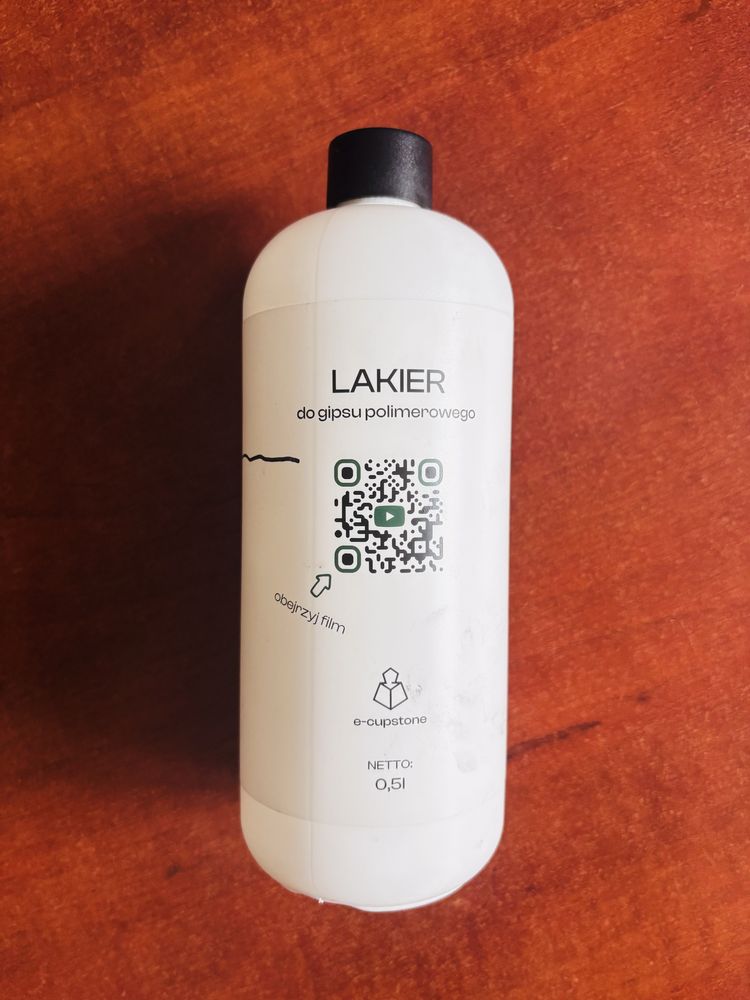 LAKIER
do gipsu polimerowego
obejrzyj film
e-cupstone
NETTO:
0,5l